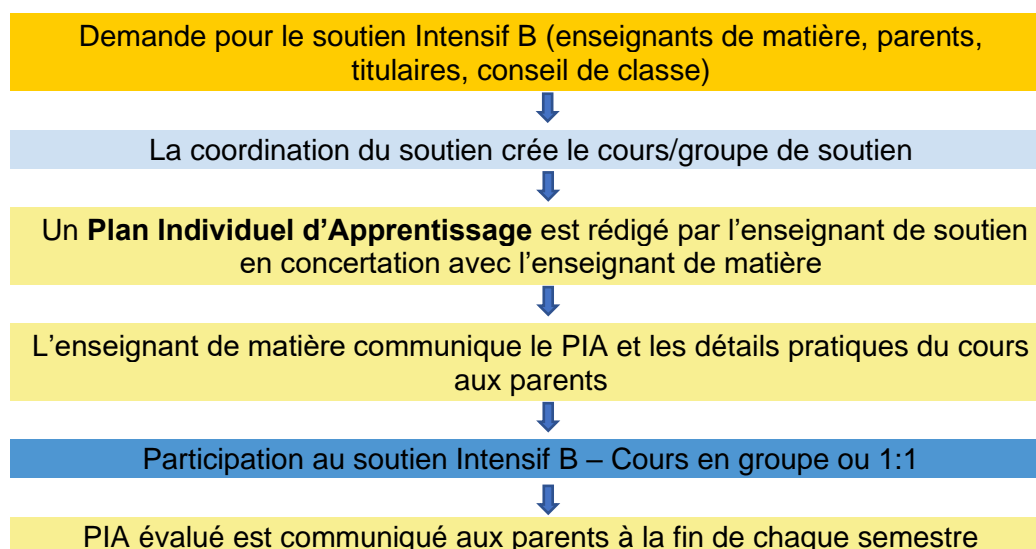 Demande pour le soutien Intensif B (enseignants de matière, parents,
titulaires, conseil de classe)
La coordination du soutien crée le cours/groupe de soutien
Un Plan Individuel d’Apprentissage est rédigé par l’enseignant de soutien
en concertation avec l’enseignant de matière
L’enseignant de matière communique le PIA et les détails pratiques du cours
aux parents
Participation au soutien Intensif B – Cours en groupe ou 1:1
PIA évalué est communiqué aux parents à la fin de chaque semestre